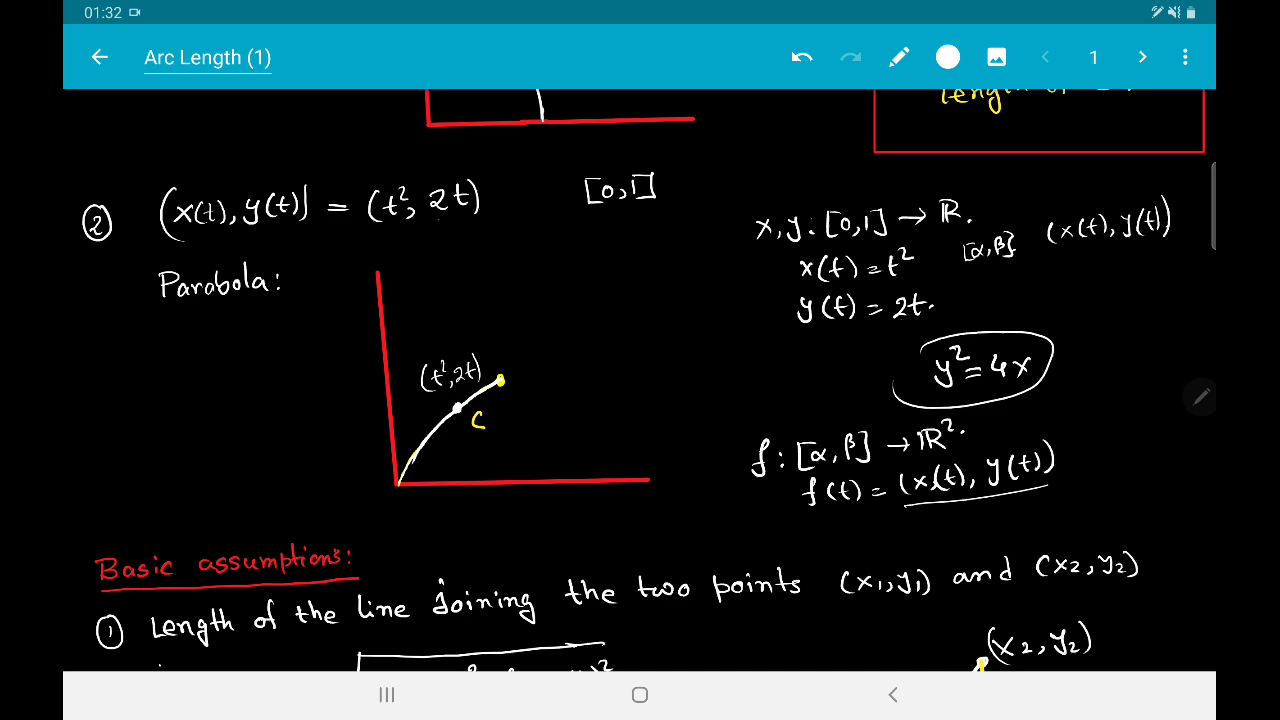 01:32
Arc Length (1)
1
length of
② (x(t), y(t)) = (t², 2t) [0,1]
Parabola:
(t², 2t)
C
x, y : [0,1] → ℝ.
x(t) = t² [α, β] (x(t), y(t))
y(t) = 2t.
y² = 4x
f : [α, β] → ℝ².
f(t) = (x(t), y(t))
Basic assumptions:
① Length of the line joining the two points (x₁, y₁) and (x₂, y₂)
(x₂, y₂)